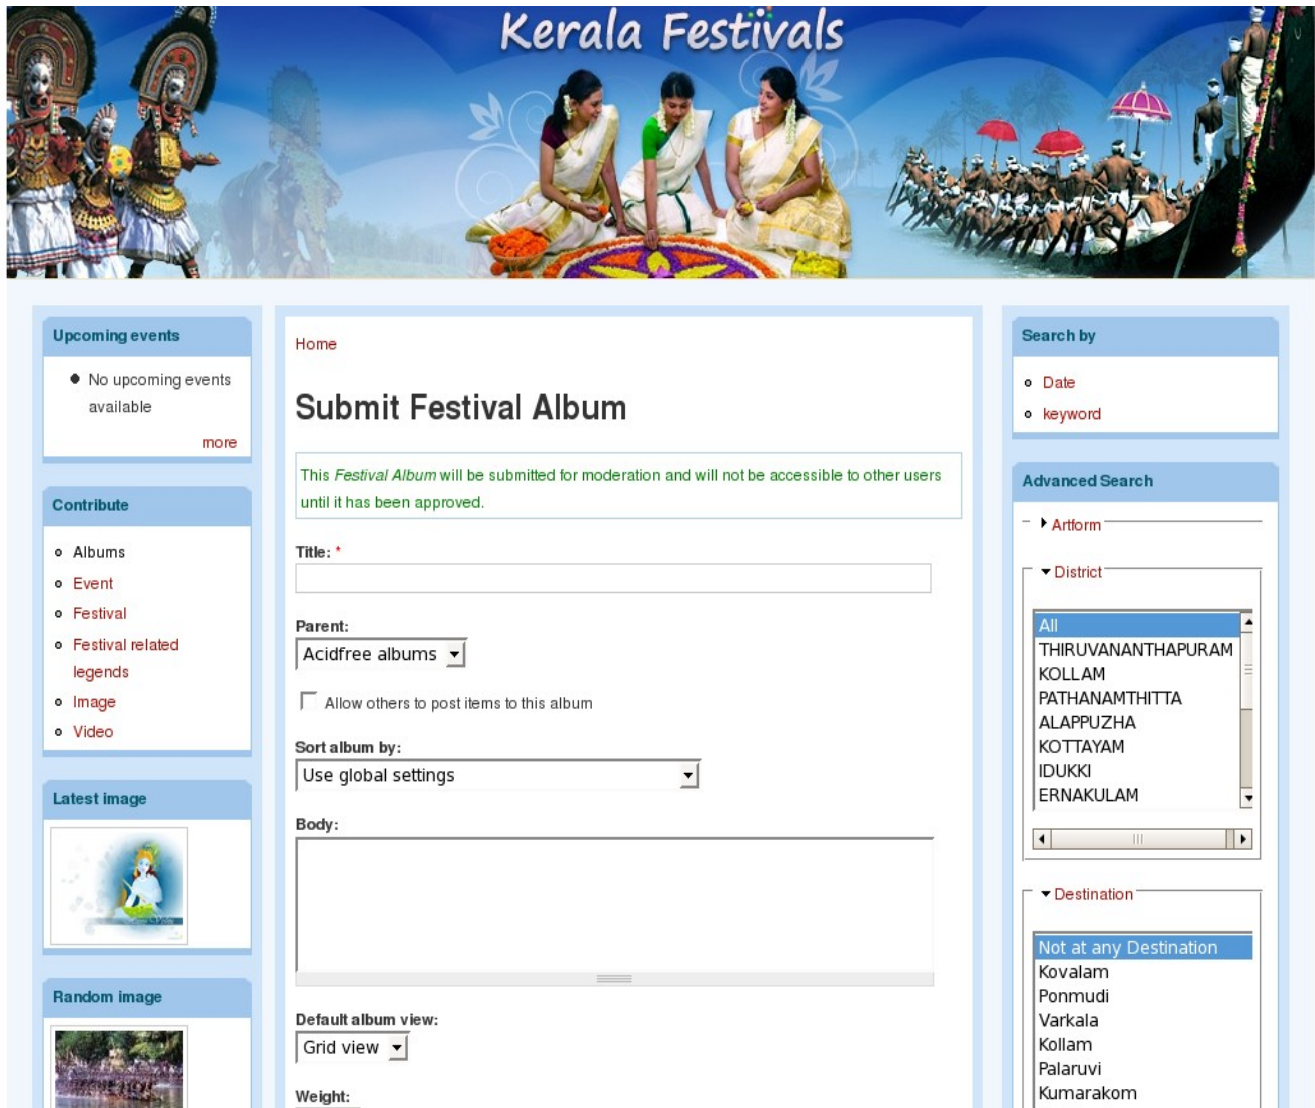 Kerala Festivals
Upcoming events
No upcoming events
available
more
Contribute
Albums
Event
Festival
Festival related
legends
Image
Video
Latest image
Random image
Home
Submit Festival Album
This Festival Album will be submitted for moderation and will not be accessible to other users
until it has been approved.
Title: *
Parent:
Acidfree albums
Allow others to post items to this album
Sort album by:
Use global settings
Body:
Default album view:
Grid view
Weight:
Search by
Date
keyword
Advanced Search
Artform
District
All
THIRUVANANTHAPURAM
KOLLAM
PATHANAMTHITTA
ALAPPUZHA
KOTTAYAM
IDUKKI
ERNAKULAM
Destination
Not at any Destination
Kovalam
Ponmudi
Varkala
Kollam
Palaruvi
Kumarakom